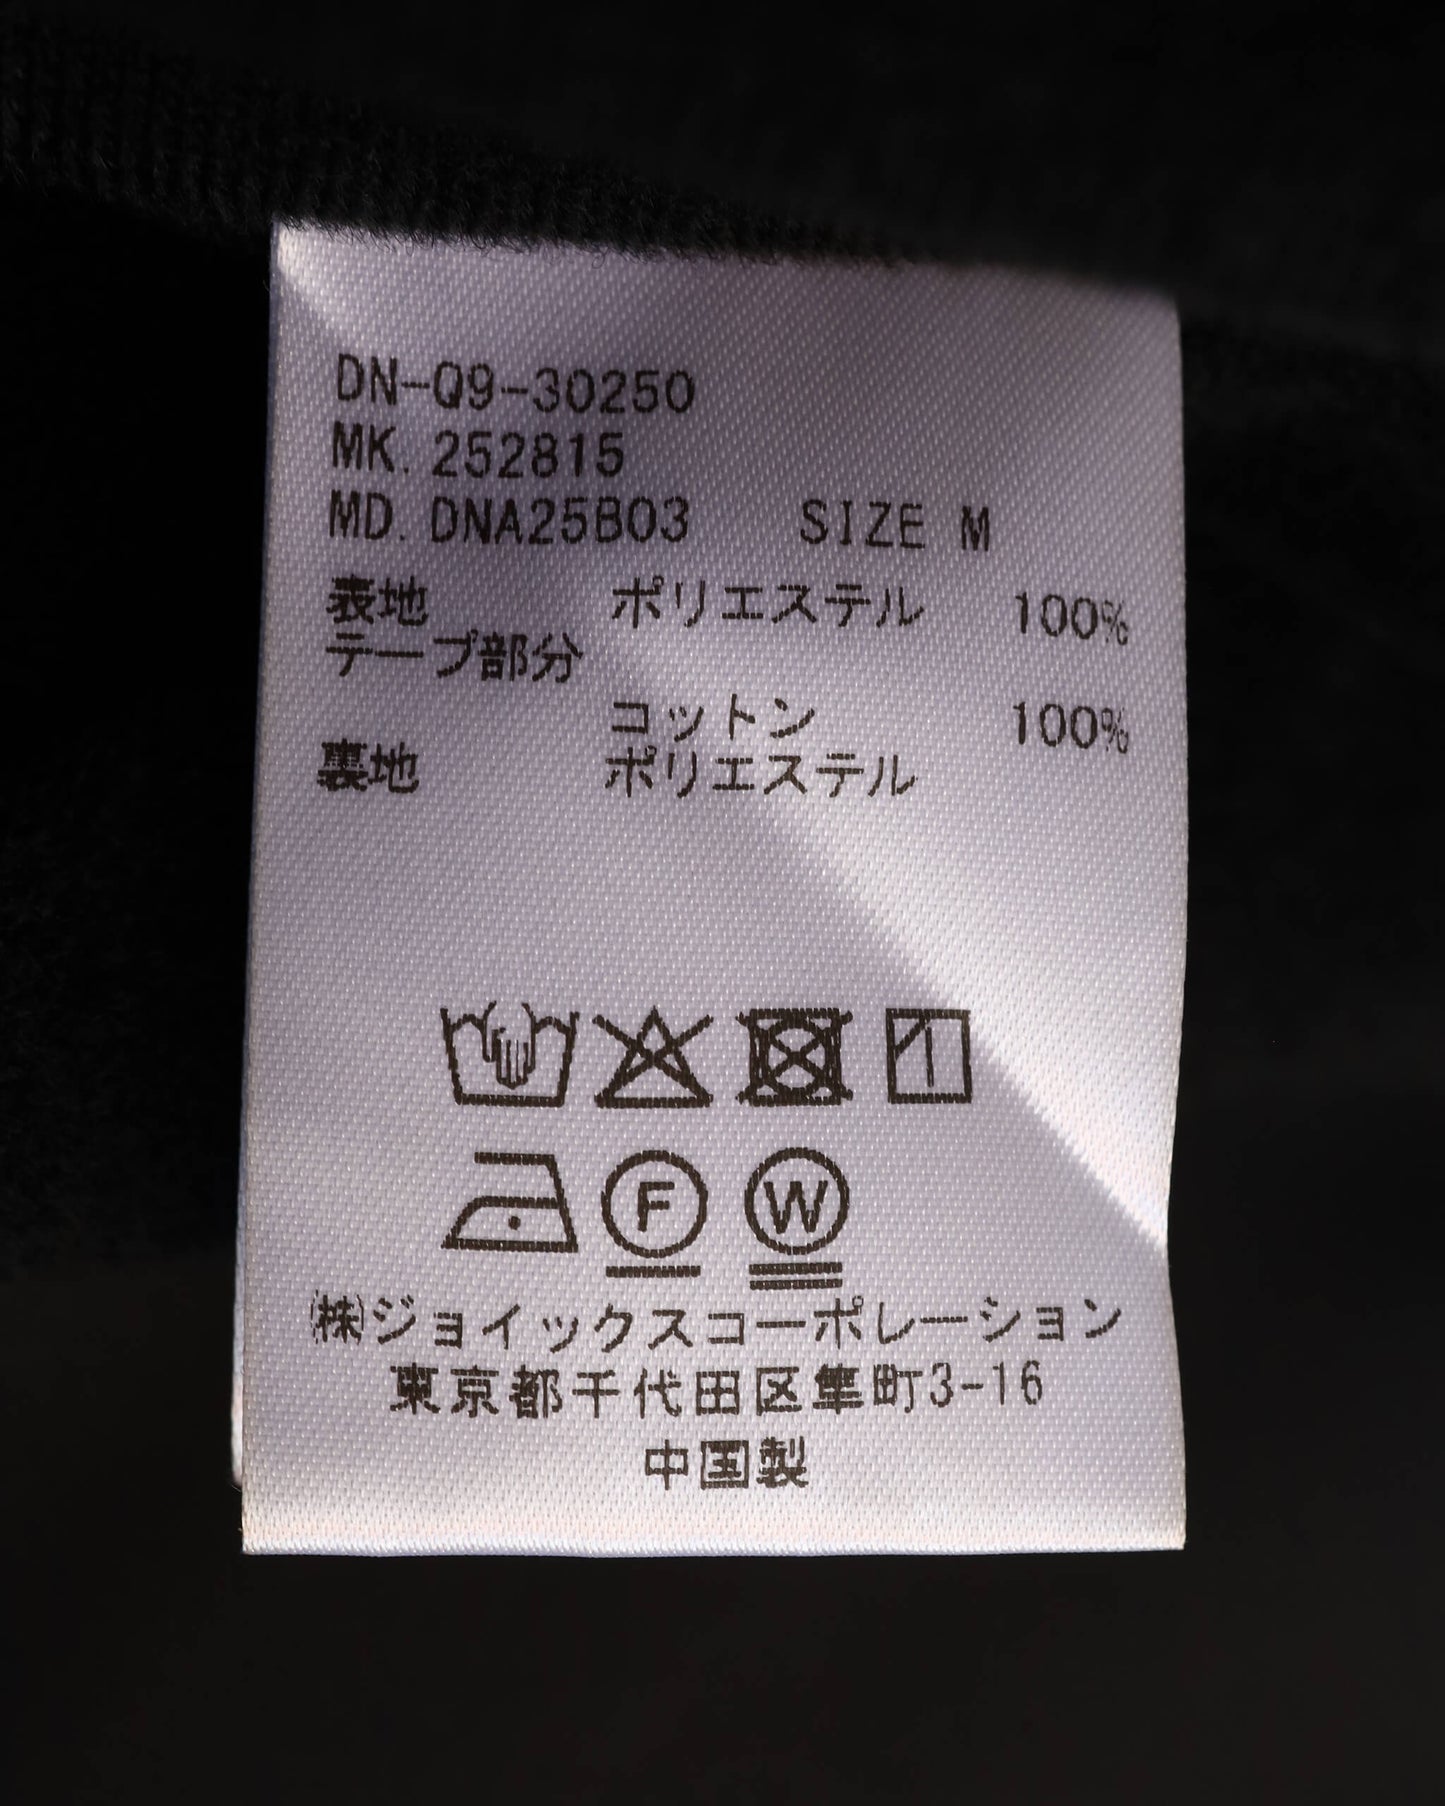 DN-Q9-30250
MK. 252815
MD. DNA25B03 SIZE M
表地 ポリエステル 100%
テープ部分
コットン 100%
裏地 ポリエステル
F W
㈱ジョイックスコーポレーション
東京都千代田区隼町3-16
中国製